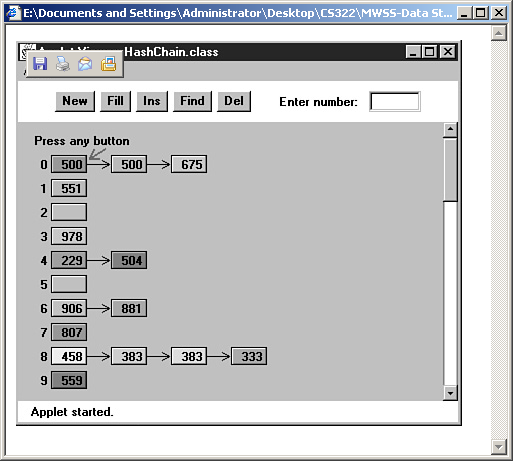 E:\Documents and Settings\Administrator\Desktop\CS322\MWSS-Data St...
HashChain.class
New Fill Ins Find Del Enter number:
Press any button
0 500 500 675
1 551
2
3 978
4 229 504
5
6 906 881
7 807
8 458 383 383 333
9 559
Applet started.